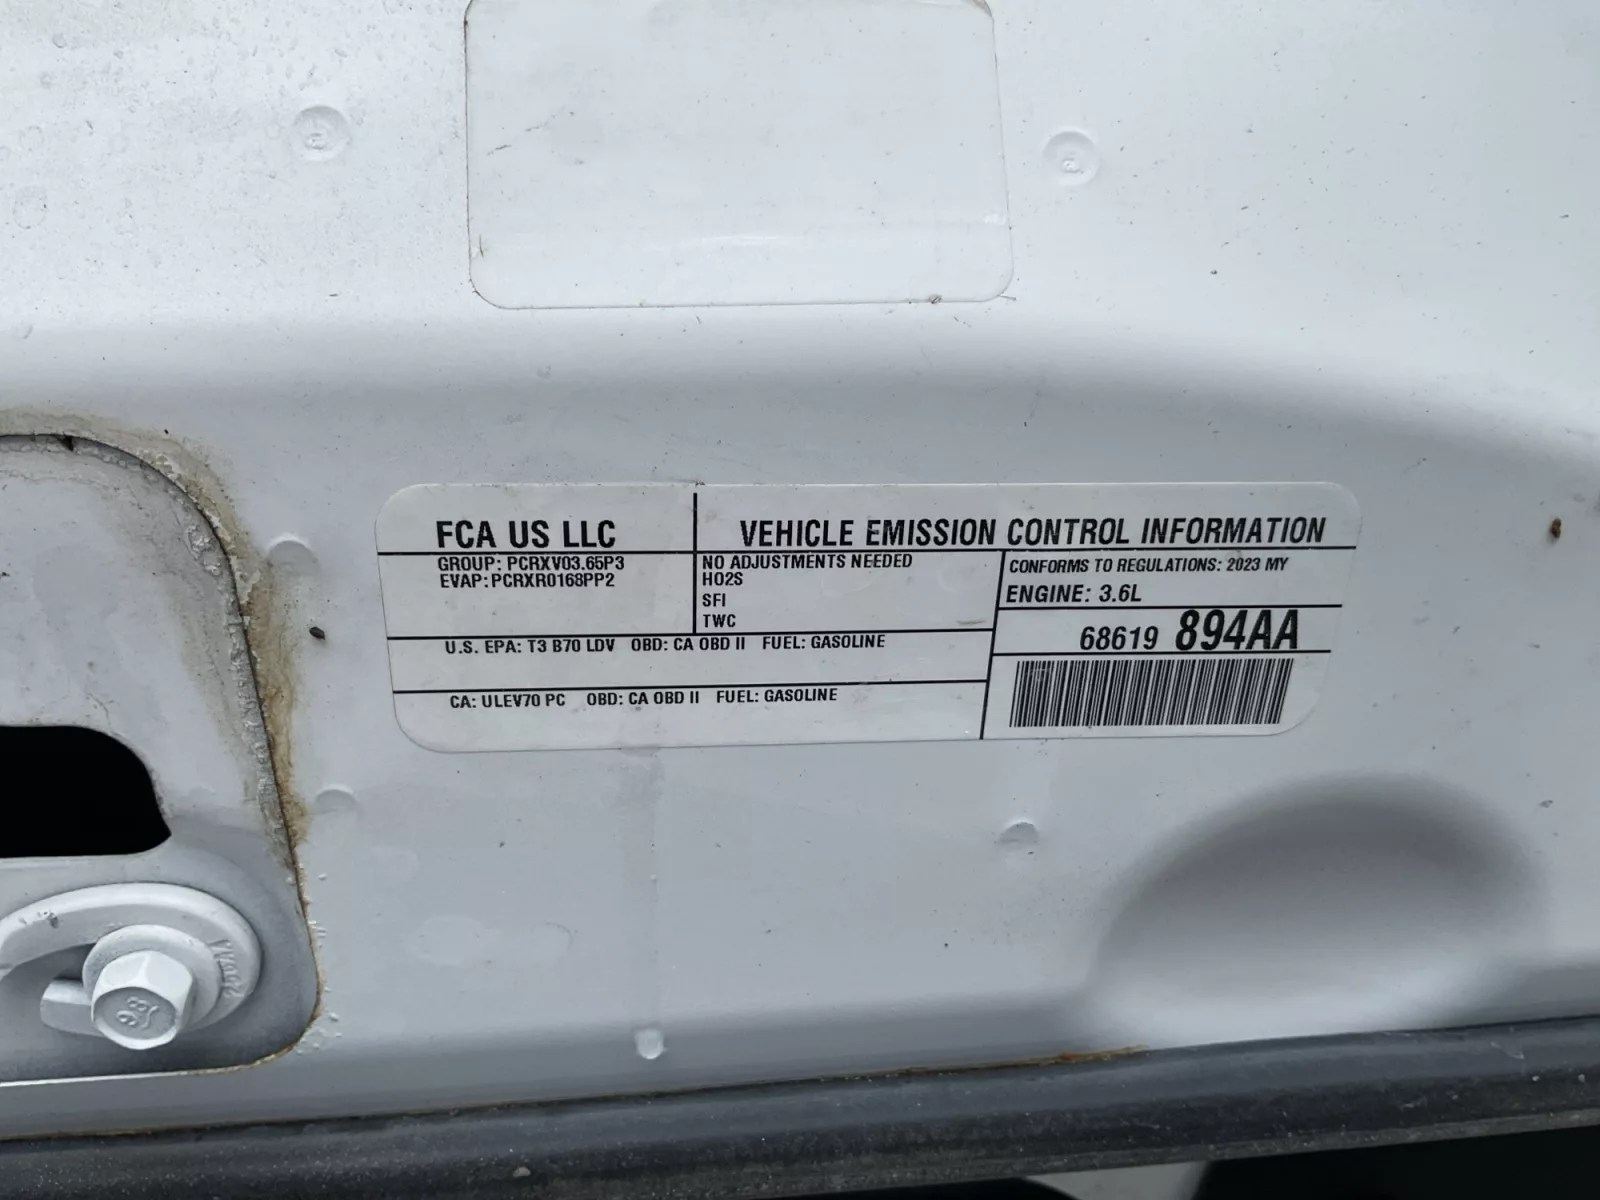 FCA US LLC
VEHICLE EMISSION CONTROL INFORMATION
GROUP: PCRXV03.65P3
EVAP: PCRXR0168PP2
NO ADJUSTMENTS NEEDED
HO2S
SFI
TWC
CONFORMS TO REGULATIONS: 2023 MY
ENGINE: 3.6L
68619 894AA
U.S. EPA: T3 B70 LDV OBD: CA OBD II FUEL: GASOLINE
CA: ULEV70 PC OBD: CA OBD II FUEL: GASOLINE
9.8